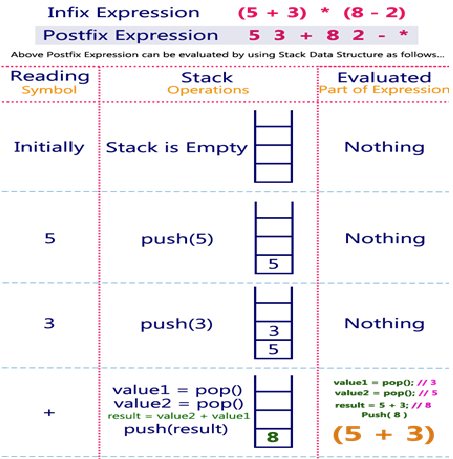 Infix Expression (5 + 3) * (8 - 2)
Postfix Expression 5 3 + 8 2 - *
Above Postfix Expression can be evaluated by using Stack Data Structure as follows...
Reading Stack Evaluated
Symbol Operations Part of Expression
Initially Stack is Empty Nothing
5 push(5) Nothing
5
3 push(3) Nothing
3
5
value1 = pop(); // 3
value1 = pop()
value2 = pop(); // 5
value2 = pop()
result = 5 + 3; // 8
+ result = value2 + value1
Push( 8 )
push(result)
8
(5 + 3)